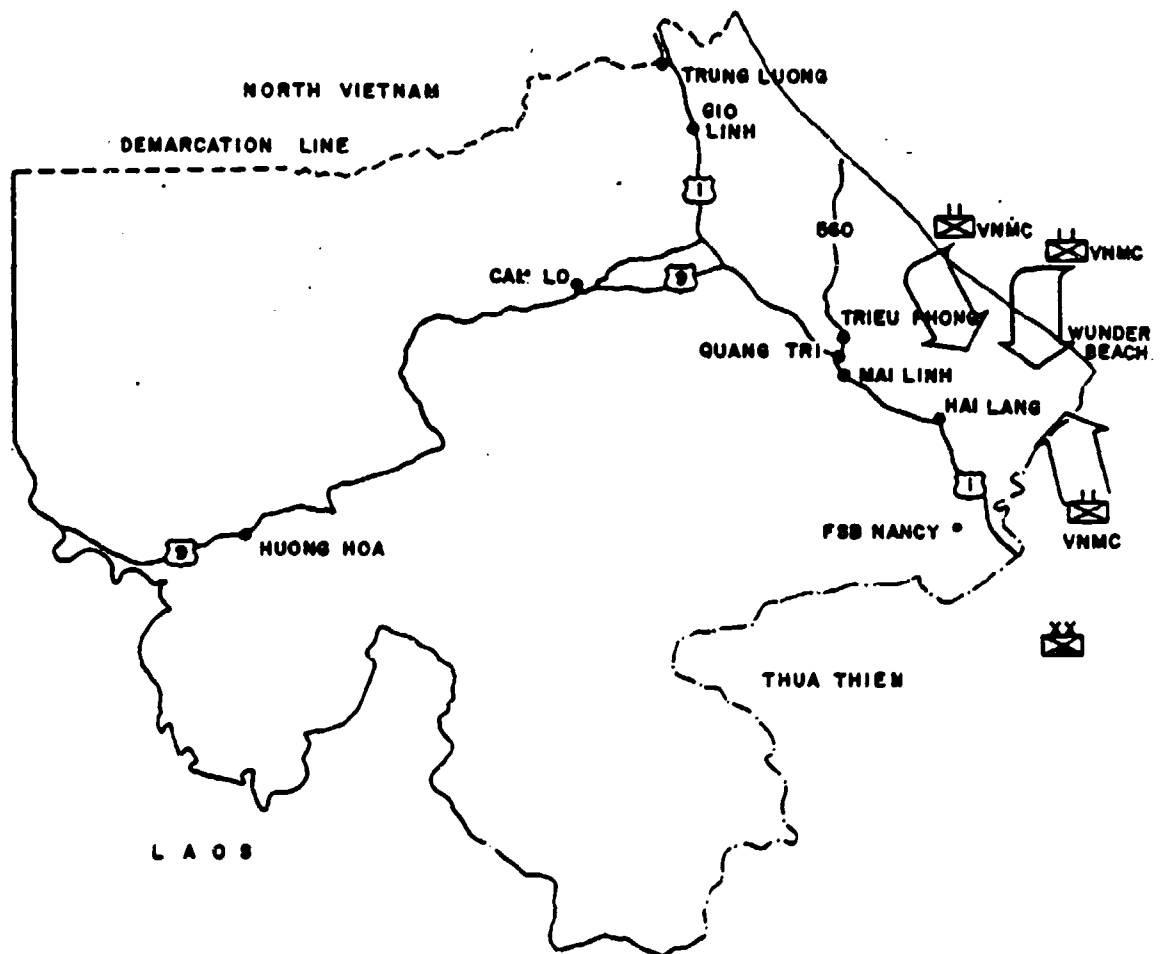 TRUNG LUONG
NORTH VIETNAM
GIO
LINH
DEMARCATION LINE
1
560
VNMC
VNMC
CAM LO
9
TRIEU PHONG
WUNDER
BEACH
QUANG TRI
MAI LINH
HAI LANG
1
FSB NANCY
VNMC
9
HUONG HOA
XX
THUA THIEN
LAOS